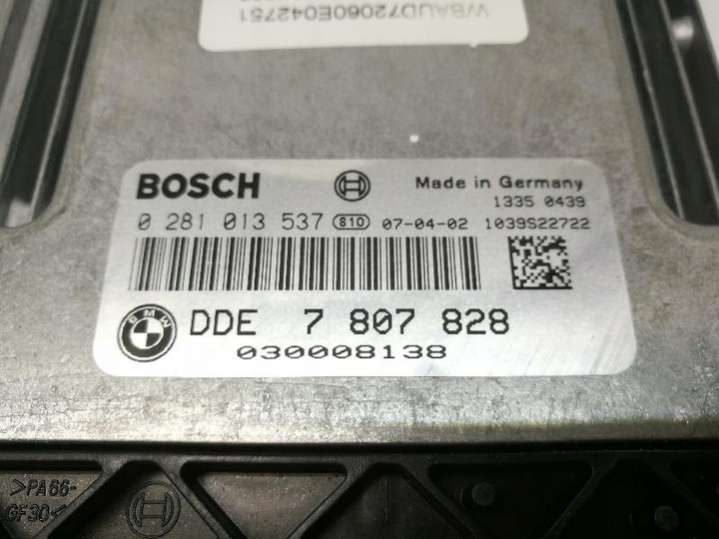 WBAUD72060E042751
BOSCH Made in Germany
1335 0439
0 281 013 537 810 07-04-02 1039S22722
BMW DDE 7 807 828
030008138
>PA66-
GF30<